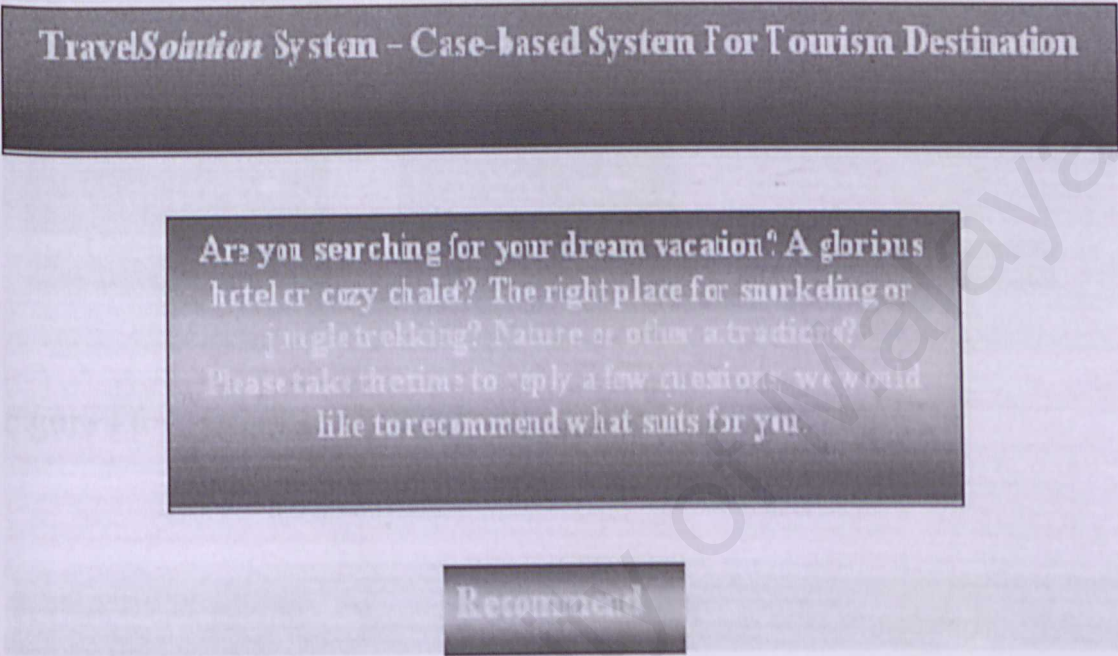 TravelSolution System – Case-based System For Tourism Destination
Are you searching for your dream vacation? A glorious
hotel or cozy chalet? The right place for snorkeling or
jungle trekking? Nature or other attractions?
Please take the time to reply a few questions, we would
like to recommend what suits for you.
Recommend
of Malaya